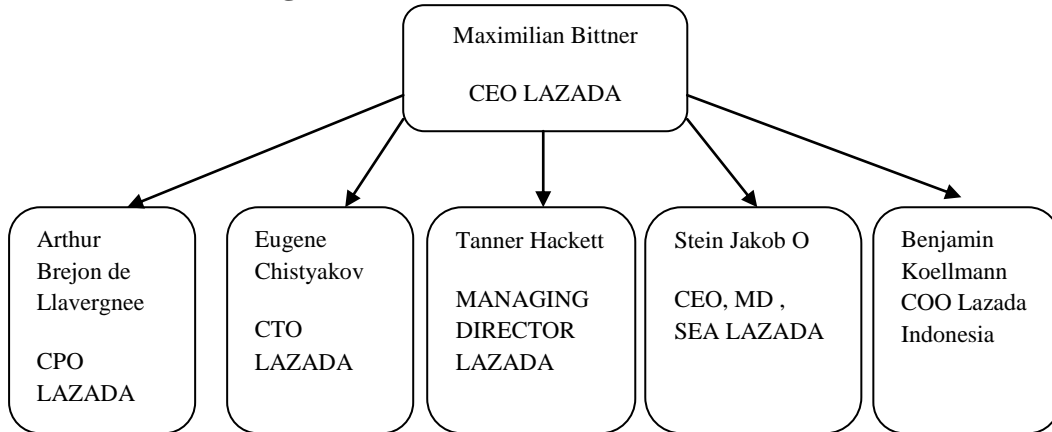 Maximilian Bittner
CEO LAZADA
Arthur
Brejon de
Llavergnee
CPO
LAZADA
Eugene
Chistyakov
CTO
LAZADA
Tanner Hackett
MANAGING
DIRECTOR
LAZADA
Stein Jakob O
CEO, MD ,
SEA LAZADA
Benjamin
Koellmann
COO Lazada
Indonesia